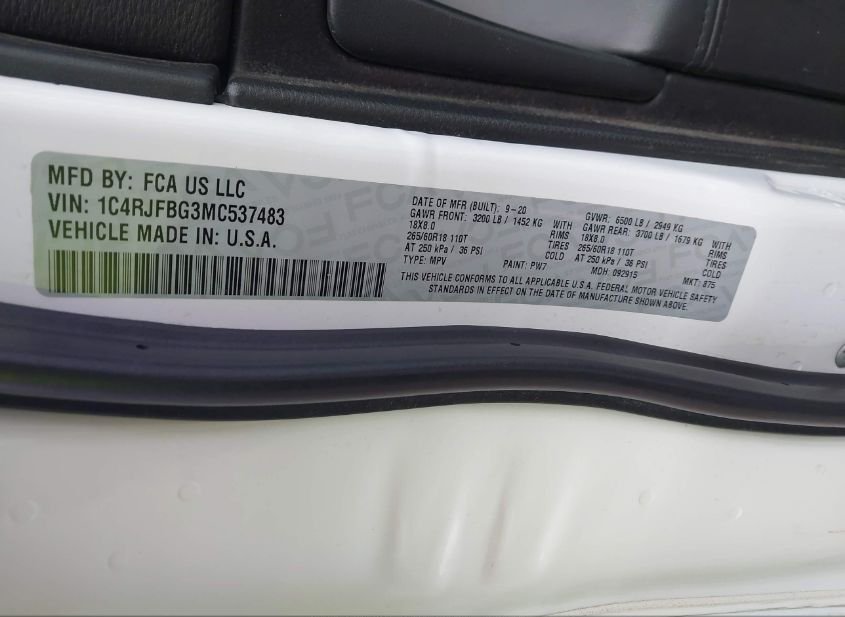 MFD BY: FCA US LLC
VIN: 1C4RJFBG3MC537483
VEHICLE MADE IN: U.S.A.
DATE OF MFR (BUILT): 9-20 GVWR: 6500 LB / 2949 KG
GAWR FRONT: 3200 LB / 1452 KG WITH GAWR REAR: 3700 LB / 1679 KG WITH
18X8.0 RIMS 18X8.0 RIMS
265/60R18 110T TIRES 265/60R18 110T TIRES
AT 250 kPa / 36 PSI COLD AT 250 kPa / 36 PSI COLD
TYPE: MPV PAINT: PW7 MDH: 092915 MKT: 875
THIS VEHICLE CONFORMS TO ALL APPLICABLE U.S.A. FEDERAL MOTOR VEHICLE SAFETY
STANDARDS IN EFFECT ON THE DATE OF MANUFACTURE SHOWN ABOVE.